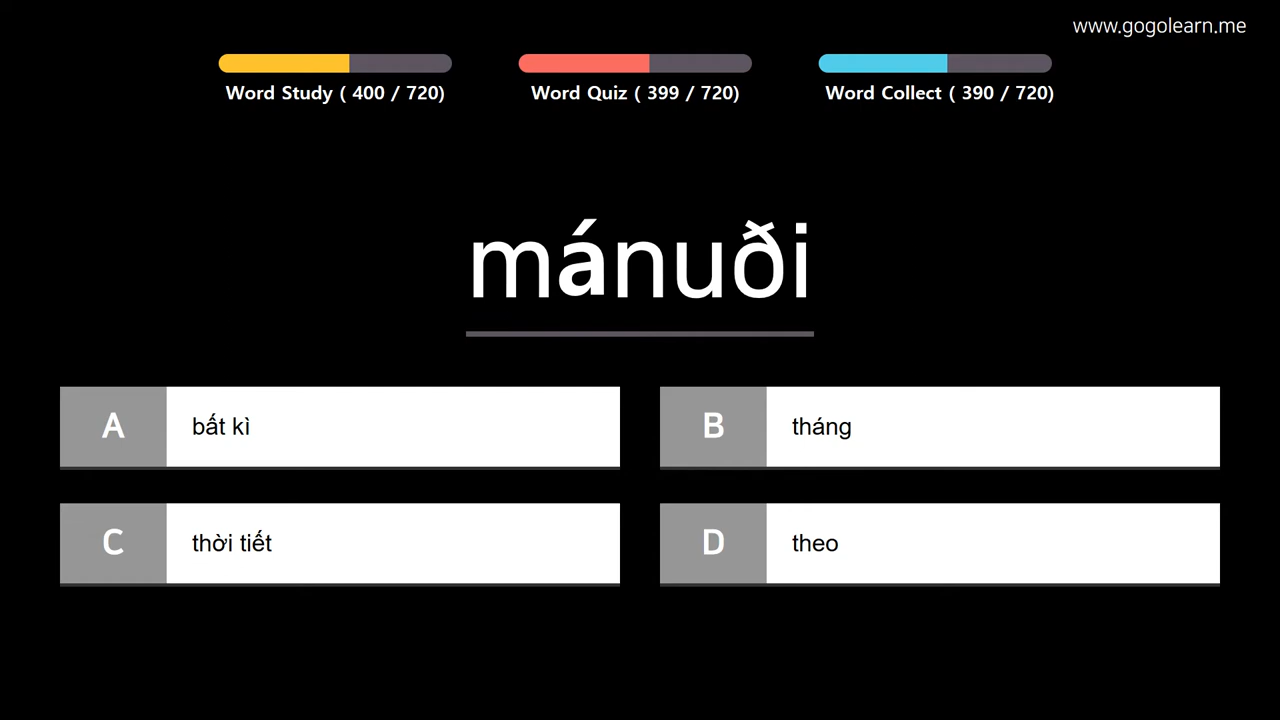 www.gogolearn.me
Word Study ( 400 / 720)
Word Quiz ( 399 / 720)
Word Collect ( 390 / 720)
mánuði
A bất kì
B tháng
C thời tiết
D theo